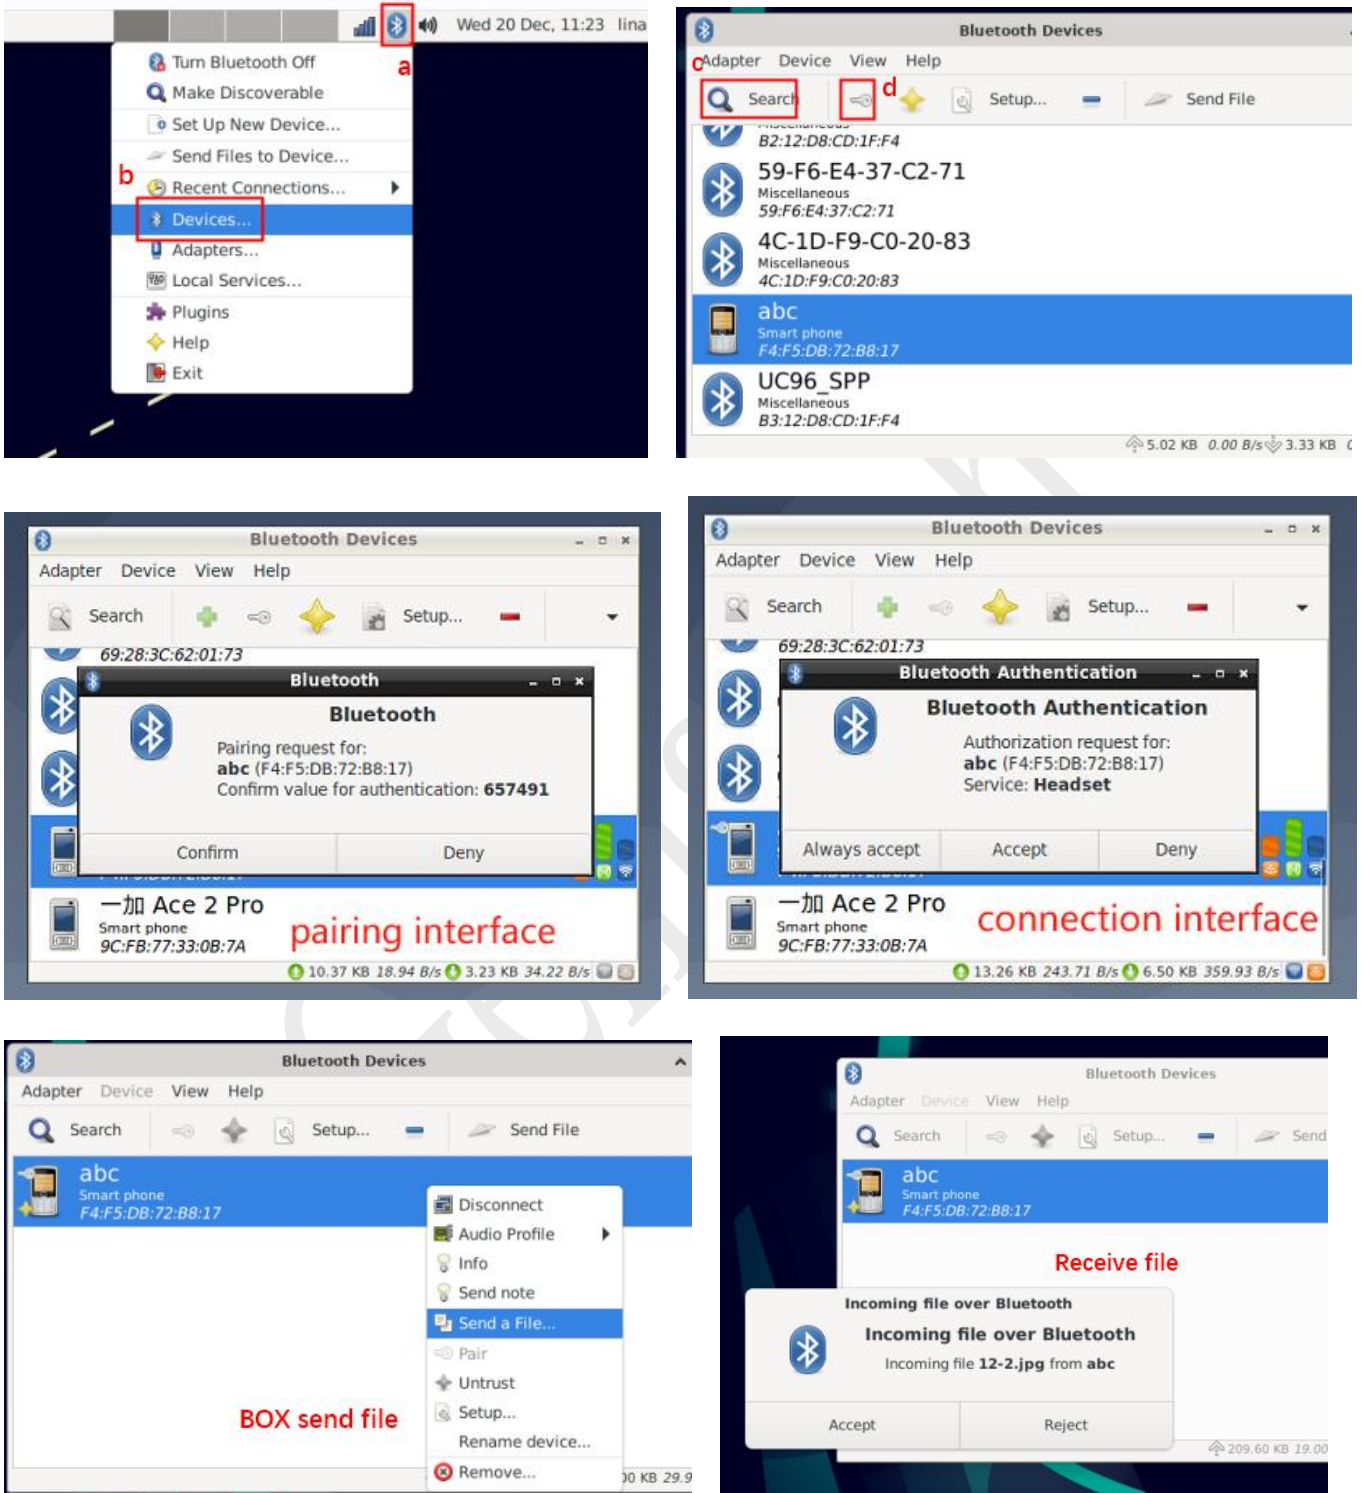 Wed 20 Dec, 11:23 lina
a
Turn Bluetooth Off
Make Discoverable
Set Up New Device...
Send Files to Device...
b
Recent Connections...
Devices...
Adapters...
Local Services...
Plugins
Help
Exit
Bluetooth Devices
c
Adapter Device View Help
Search d Setup... Send File
Miscellaneous
B2:12:D8:CD:1F:F4
59-F6-E4-37-C2-71
Miscellaneous
59:F6:E4:37:C2:71
4C-1D-F9-C0-20-83
Miscellaneous
4C:1D:F9:C0:20:83
abc
Smart phone
F4:F5:DB:72:B8:17
UC96_SPP
Miscellaneous
B3:12:D8:CD:1F:F4
5.02 KB 0.00 B/s 3.33 KB
Bluetooth Devices
Adapter Device View Help
Search Setup...
69:28:3C:62:01:73
Bluetooth
Bluetooth
Pairing request for:
abc (F4:F5:DB:72:B8:17)
Confirm value for authentication: 657491
Confirm Deny
一加 Ace 2 Pro
Smart phone
9C:FB:77:33:0B:7A
pairing interface
10.37 KB 18.94 B/s 3.23 KB 34.22 B/s
Bluetooth Devices
Adapter Device View Help
Search Setup...
69:28:3C:62:01:73
Bluetooth Authentication
Bluetooth Authentication
Authorization request for:
abc (F4:F5:DB:72:B8:17)
Service: Headset
Always accept Accept Deny
一加 Ace 2 Pro
Smart phone
9C:FB:77:33:0B:7A
connection interface
13.26 KB 243.71 B/s 6.50 KB 359.93 B/s
Bluetooth Devices
Adapter Device View Help
Search Setup... Send File
abc
Smart phone
F4:F5:DB:72:B8:17
Disconnect
Audio Profile
Info
Send note
Send a File...
Pair
Untrust
Setup...
Rename device...
Remove...
BOX send file
00 KB 29.9
Bluetooth Devices
Adapter Device View Help
Search Setup... Send
abc
Smart phone
F4:F5:DB:72:B8:17
Receive file
Incoming file over Bluetooth
Incoming file over Bluetooth
Incoming file 12-2.jpg from abc
Accept Reject
209.60 KB 19.00